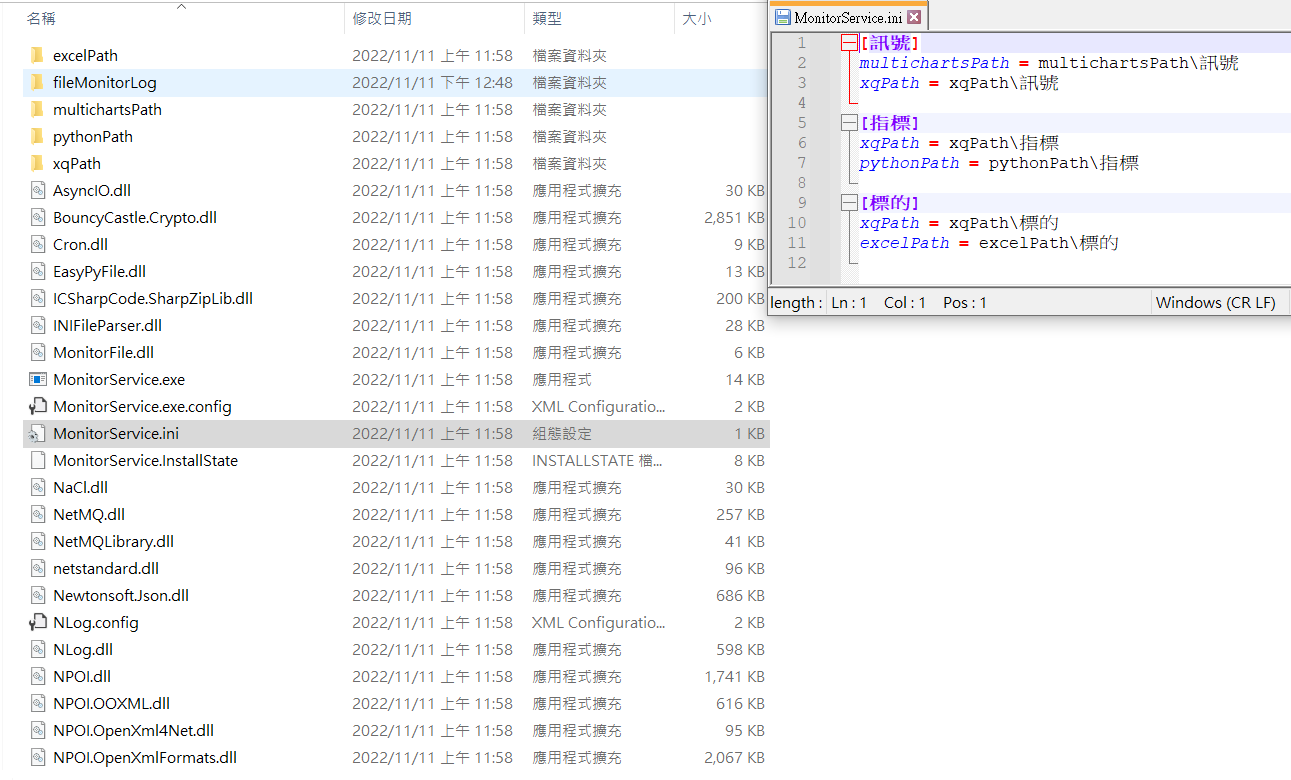 名稱 修改日期 類型 大小
excelPath 2022/11/11 上午 11:58 檔案資料夾
fileMonitorLog 2022/11/11 下午 12:48 檔案資料夾
multichartsPath 2022/11/11 上午 11:58 檔案資料夾
pythonPath 2022/11/11 上午 11:58 檔案資料夾
xqPath 2022/11/11 上午 11:58 檔案資料夾
AsyncIO.dll 2022/11/11 上午 11:58 應用程式擴充 30 KB
BouncyCastle.Crypto.dll 2022/11/11 上午 11:58 應用程式擴充 2,851 KB
Cron.dll 2022/11/11 上午 11:58 應用程式擴充 9 KB
EasyPyFile.dll 2022/11/11 上午 11:58 應用程式擴充 13 KB
ICSharpCode.SharpZipLib.dll 2022/11/11 上午 11:58 應用程式擴充 200 KB
INIFileParser.dll 2022/11/11 上午 11:58 應用程式擴充 28 KB
MonitorFile.dll 2022/11/11 上午 11:58 應用程式擴充 6 KB
MonitorService.exe 2022/11/11 上午 11:58 應用程式 14 KB
MonitorService.exe.config 2022/11/11 上午 11:58 XML Configuratio... 2 KB
MonitorService.ini 2022/11/11 上午 11:58 組態設定 1 KB
MonitorService.InstallState 2022/11/11 上午 11:58 INSTALLSTATE 檔... 8 KB
NaCl.dll 2022/11/11 上午 11:58 應用程式擴充 30 KB
NetMQ.dll 2022/11/11 上午 11:58 應用程式擴充 257 KB
NetMQLibrary.dll 2022/11/11 上午 11:58 應用程式擴充 41 KB
netstandard.dll 2022/11/11 上午 11:58 應用程式擴充 96 KB
Newtonsoft.Json.dll 2022/11/11 上午 11:58 應用程式擴充 686 KB
NLog.config 2022/11/11 上午 11:58 XML Configuratio... 2 KB
NLog.dll 2022/11/11 上午 11:58 應用程式擴充 598 KB
NPOI.dll 2022/11/11 上午 11:58 應用程式擴充 1,741 KB
NPOI.OOXML.dll 2022/11/11 上午 11:58 應用程式擴充 616 KB
NPOI.OpenXml4Net.dll 2022/11/11 上午 11:58 應用程式擴充 95 KB
NPOI.OpenXmlFormats.dll 2022/11/11 上午 11:58 應用程式擴充 2,067 KB
MonitorService.ini
1 [訊號]
2 multichartsPath = multichartsPath\訊號
3 xqPath = xqPath\訊號
4
5 [指標]
6 xqPath = xqPath\指標
7 pythonPath = pythonPath\指標
8
9 [標的]
10 xqPath = xqPath\標的
11 excelPath = excelPath\標的
12
length : Ln : 1 Col : 1 Pos : 1 Windows (CR LF)